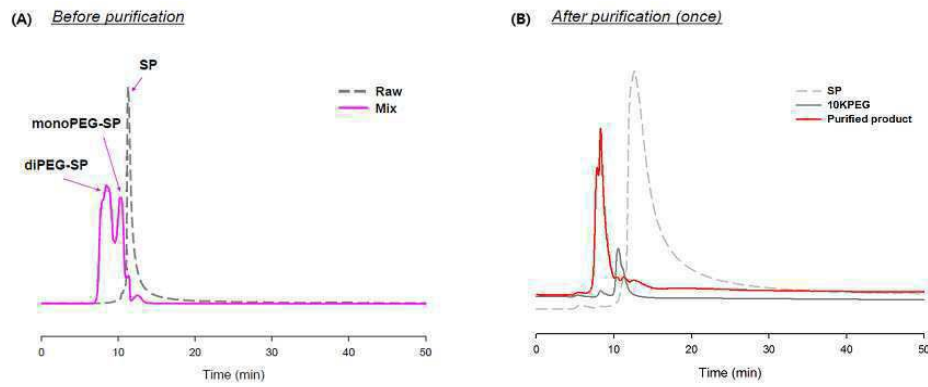 (A) Before purification
SP
monoPEG-SP
diPEG-SP
Raw
Mix
0 10 20 30 40 50
Time (min)
(B) After purification (once)
SP
10KPEG
Purified product
0 10 20 30 40 50
Time (min)